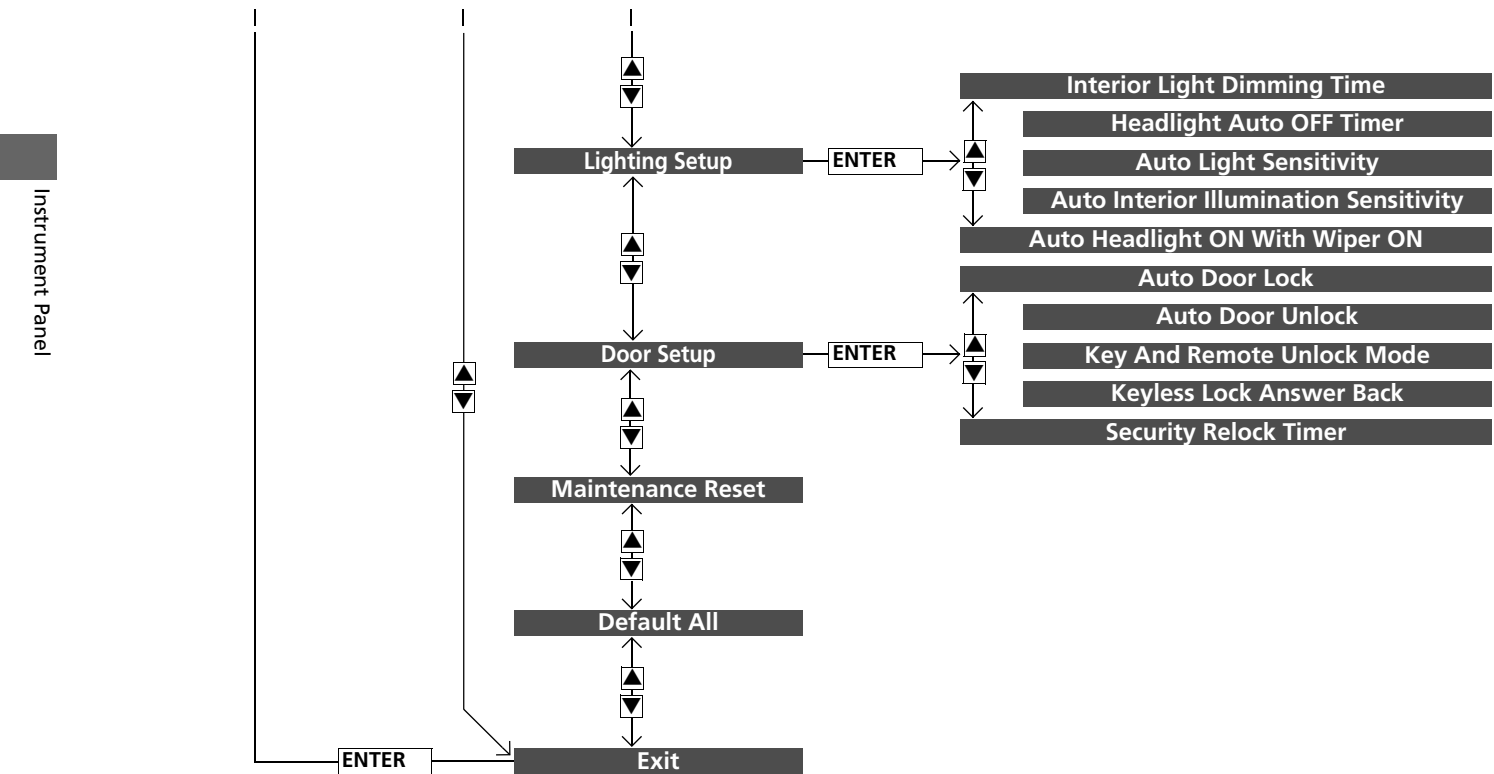 Instrument Panel
Interior Light Dimming Time
Headlight Auto OFF Timer
Lighting Setup
ENTER
Auto Light Sensitivity
Auto Interior Illumination Sensitivity
Auto Headlight ON With Wiper ON
Auto Door Lock
Auto Door Unlock
Door Setup
ENTER
Key And Remote Unlock Mode
Keyless Lock Answer Back
Security Relock Timer
Maintenance Reset
Default All
ENTER
Exit